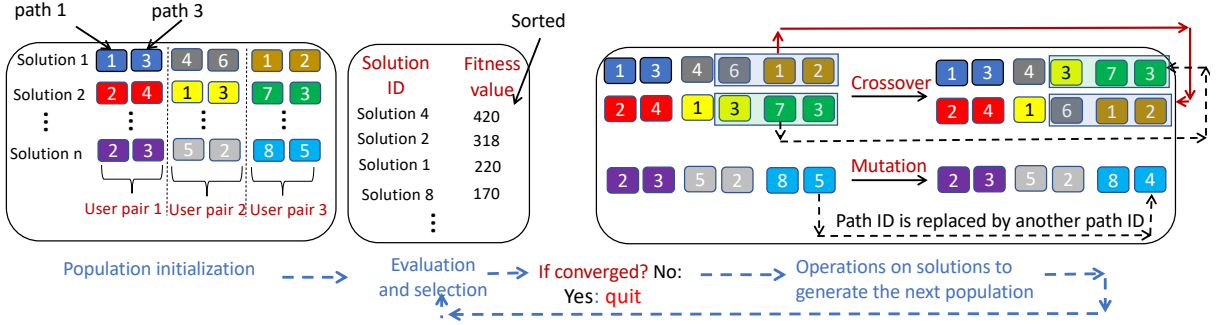 path 1 path 3
Solution 1 1 3 4 6 1 2
Solution 2 2 4 1 3 7 3
Solution n 2 3 5 2 8 5
User pair 1 User pair 2 User pair 3
Sorted
Solution ID Fitness value
Solution 4 420
Solution 2 318
Solution 1 220
Solution 8 170
1 3 4 6 1 2 Crossover 1 3 4 3 7 3
2 4 1 3 7 3 2 4 1 6 1 2
2 3 5 2 8 5 Mutation 2 3 5 2 8 4
Path ID is replaced by another path ID
Population initialization
Evaluation
and selection
If converged? No:
Yes: quit
Operations on solutions to
generate the next population